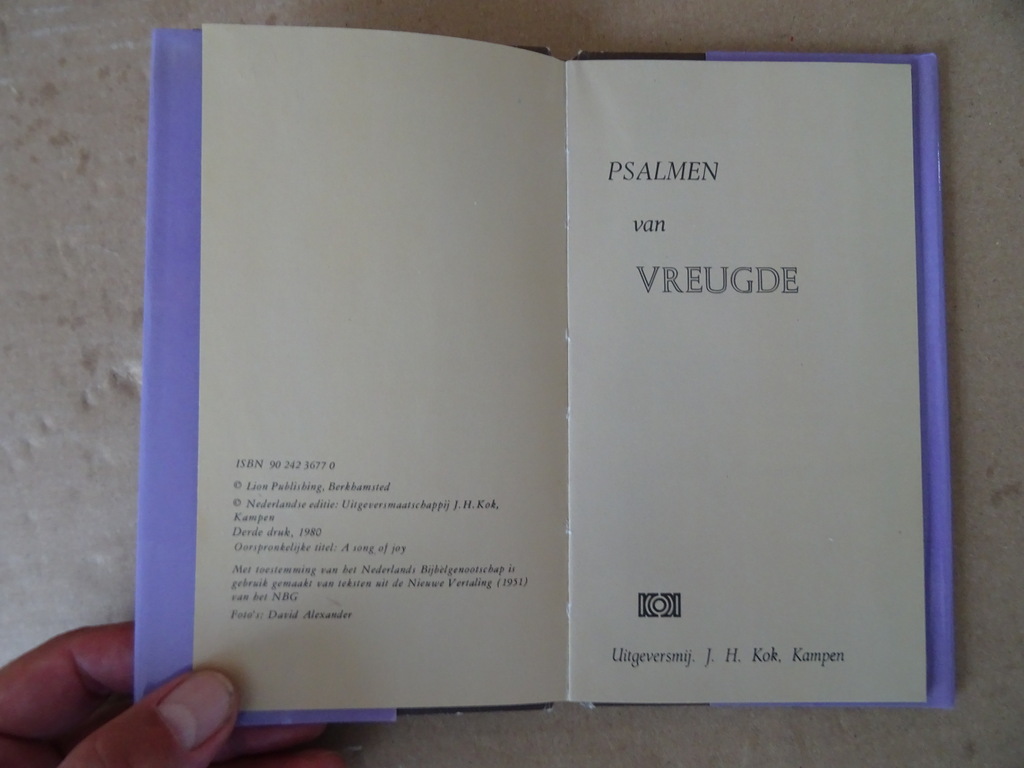 ISBN 90 242 3677 0
© Lion Publishing, Berkhamsted
© Nederlandse editie: Uitgeversmaatschappij J. H. Kok,
Kampen
Derde druk, 1980
Oorspronkelijke titel: A song of joy
Met toestemming van het Nederlands Bijbelgenootschap is
gebruik gemaakt van teksten uit de Nieuwe Vertaling (1951)
van het NBG
Foto's: David Alexander
PSALMEN
van
VREUGDE
KOK
Uitgeversmij. J. H. Kok, Kampen